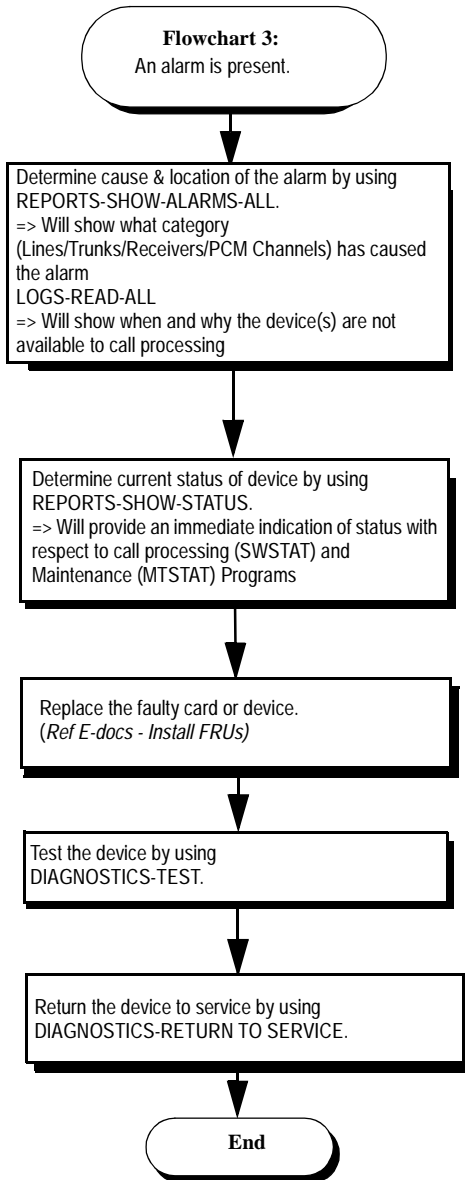 Flowchart 3:
An alarm is present.
Determine cause & location of the alarm by using
REPORTS-SHOW-ALARMS-ALL.
=> Will show what category
(Lines/Trunks/Receivers/PCM Channels) has caused
the alarm
LOGS-READ-ALL
=> Will show when and why the device(s) are not
available to call processing
Determine current status of device by using
REPORTS-SHOW-STATUS.
=> Will provide an immediate indication of status with
respect to call processing (SWSTAT) and
Maintenance (MTSTAT) Programs
Replace the faulty card or device.
(Ref E-docs - Install FRUs)
Test the device by using
DIAGNOSTICS-TEST.
Return the device to service by using
DIAGNOSTICS-RETURN TO SERVICE.
End